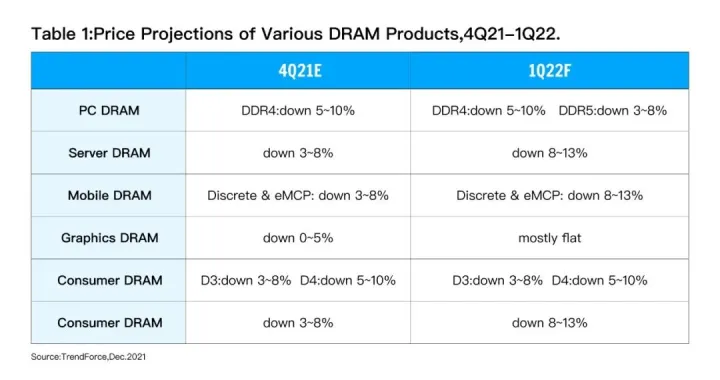 Table 1:Price Projections of Various DRAM Products,4Q21–1Q22.
4Q21E 1Q22F
PC DRAM DDR4:down 5~10% DDR4:down 5~10% DDR5:down 3~8%
Server DRAM down 3~8% down 8~13%
Mobile DRAM Discrete & eMCP: down 3~8% Discrete & eMCP: down 8~13%
Graphics DRAM down 0~5% mostly flat
Consumer DRAM D3:down 3~8% D4:down 5~10% D3:down 3~8% D4:down 5~10%
Consumer DRAM down 3~8% down 8~13%
Source:TrendForce,Dec.2021